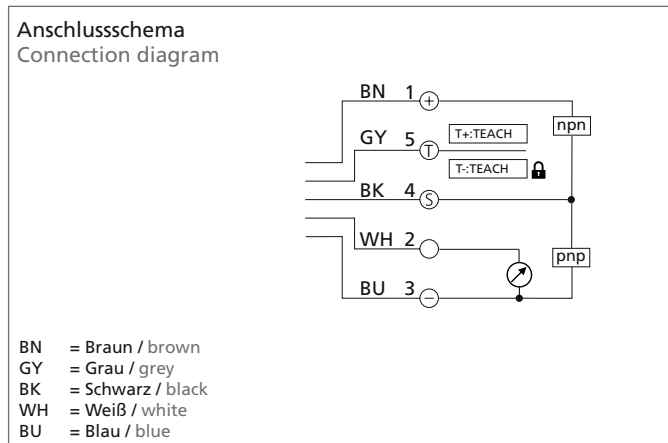 Anschlussschema
Connection diagram
BN 1 +
npn
GY 5 T T+:TEACH
T-:TEACH
BK 4 S
WH 2
pnp
BU 3 −
BN = Braun / brown
GY = Grau / grey
BK = Schwarz / black
WH = Weiß / white
BU = Blau / blue